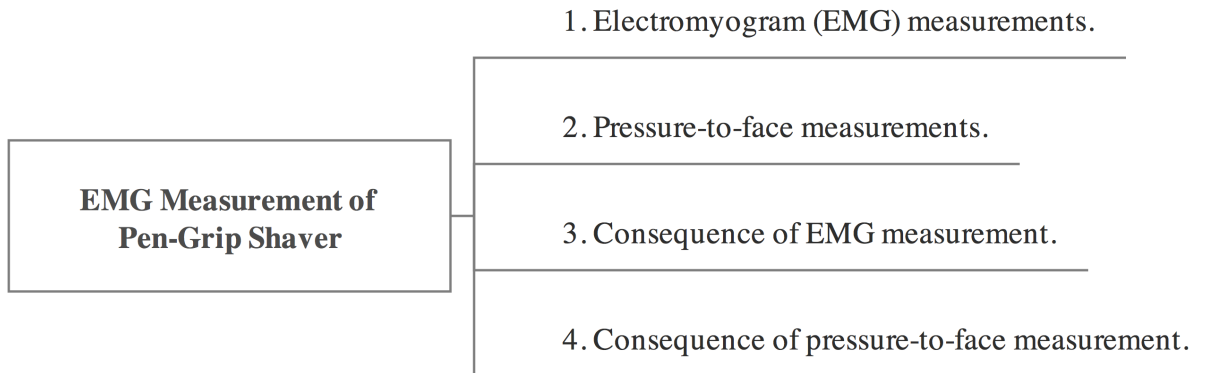 1. Electromyogram (EMG) measurements.
2. Pressure-to-face measurements.
EMG Measurement of
Pen-Grip Shaver
3. Consequence of EMG measurement.
4. Consequence of pressure-to-face measurement.